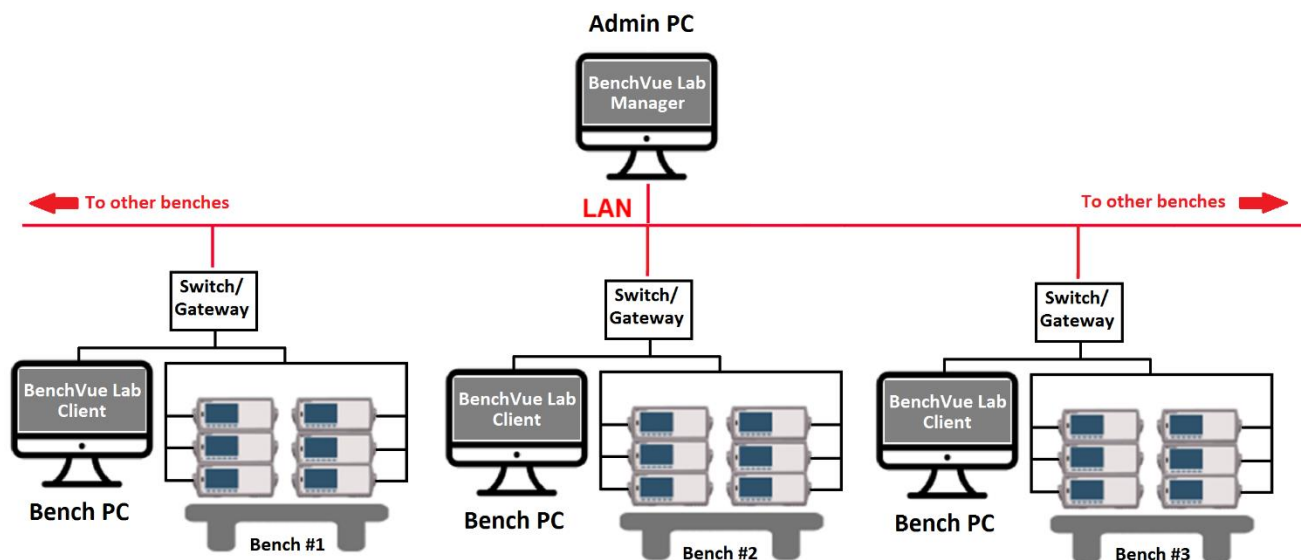 Admin PC
BenchVue Lab
Manager
To other benches
LAN
To other benches
Switch/
Gateway
Switch/
Gateway
Switch/
Gateway
BenchVue Lab
Client
BenchVue Lab
Client
BenchVue Lab
Client
Bench PC
Bench #1
Bench PC
Bench #2
Bench PC
Bench #3